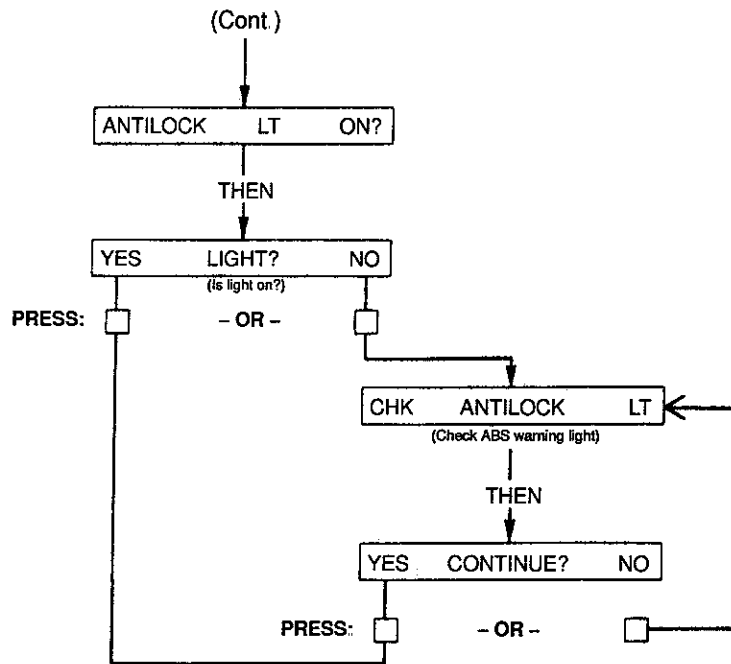 (Cont.)
ANTILOCK LT ON?
THEN
YES LIGHT? NO
(Is light on?)
PRESS: – OR –
CHK ANTILOCK LT
(Check ABS warning light)
THEN
YES CONTINUE? NO
PRESS: – OR –